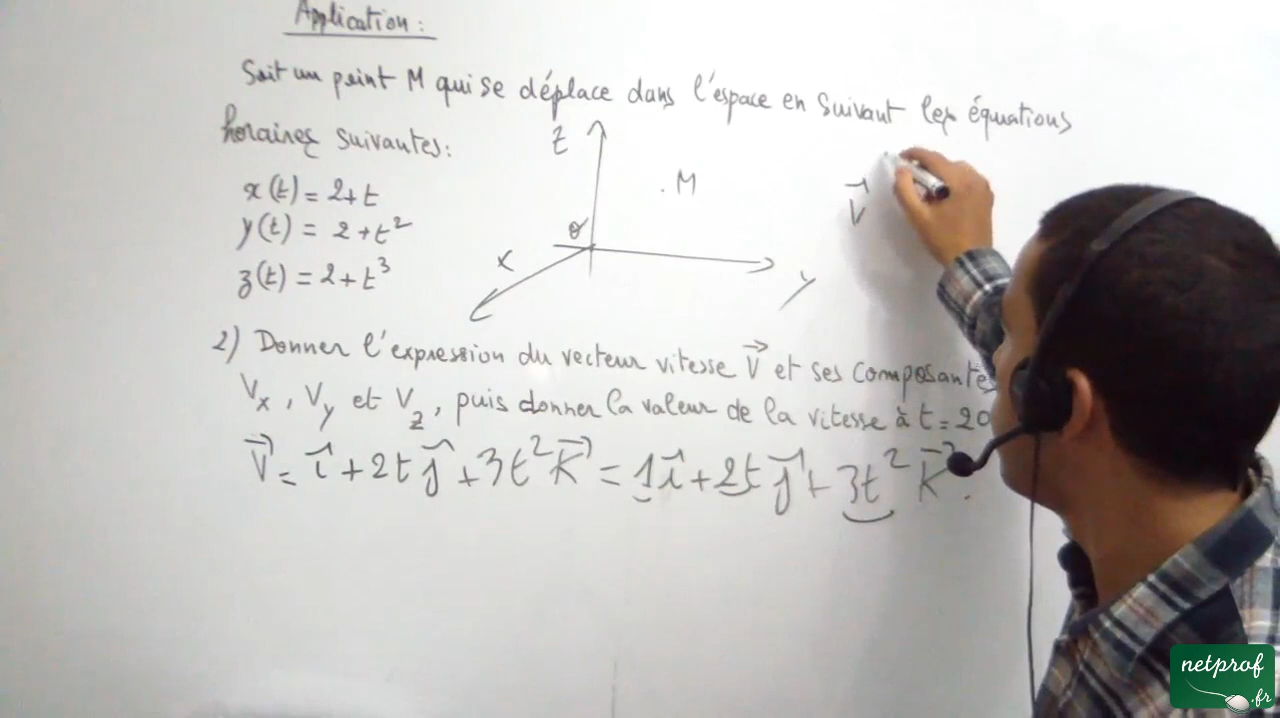 Application :
Soit un point M qui se déplace dans l'espace en suivant les équations
horaires suivantes :
x(t) = 2+t
y(t) = 2+t²
z(t) = 2+t³
Z
.M
O
X
y
V⃗
2) Donner l'expression du vecteur vitesse V⃗ et ses composantes
Vx, Vy et Vz, puis donner la valeur de la vitesse à t = 20
V⃗ = i⃗ + 2t j⃗ + 3t² k⃗ = 1i⃗ + 2t j⃗ + 3t² k⃗.
netprof
.fr